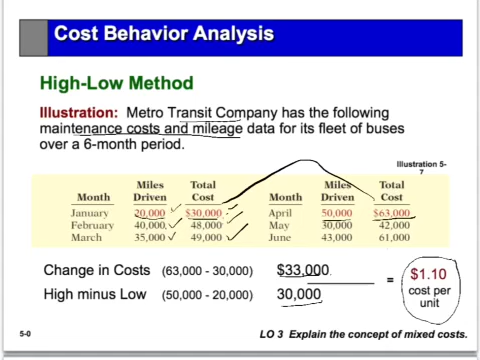 Cost Behavior Analysis
High-Low Method
Illustration: Metro Transit Company has the following
maintenance costs and mileage data for its fleet of buses
over a 6-month period.
Illustration 5-
7
Miles Total Miles Total
Month Driven Cost Month Driven Cost
January 20,000 $30,000 April 50,000 $63,000
February 40,000 48,000 May 30,000 42,000
March 35,000 49,000 June 43,000 61,000
Change in Costs (63,000 - 30,000) $33,000
High minus Low (50,000 - 20,000) 30,000
= $1.10
cost per
unit
5-0 LO 3 Explain the concept of mixed costs.